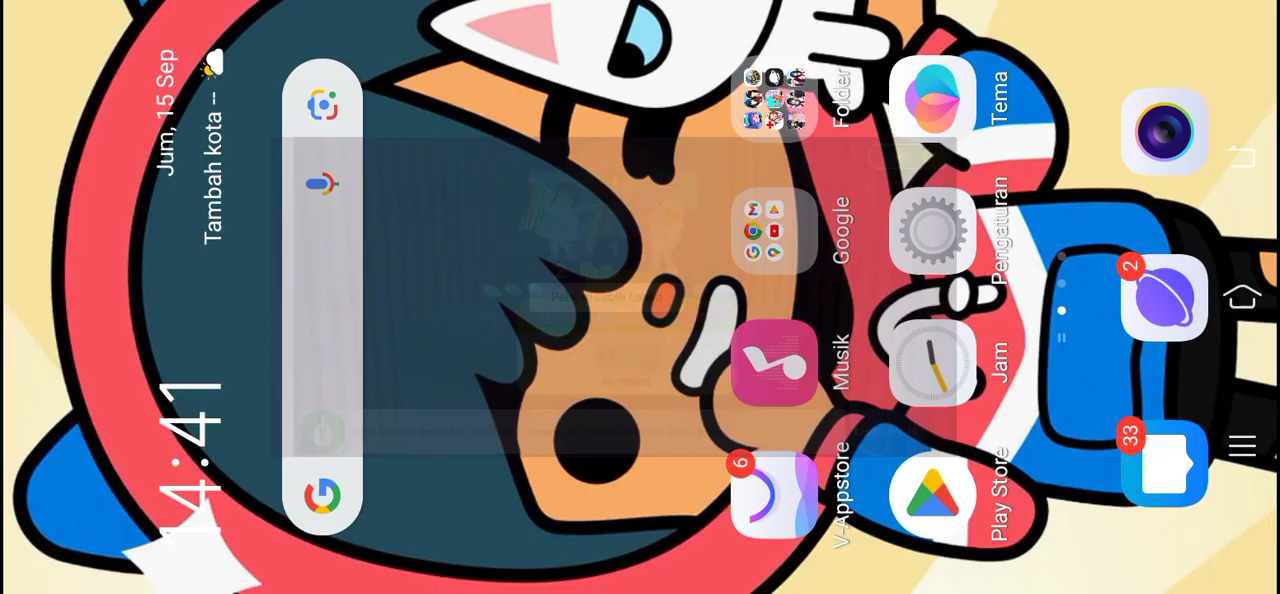 14:41
Jum, 15 Sep
Tambah kota --
Folder
Google
Musik
6
V-Appstore
Tema
Pengaturan
Jam
Play Store
2
33